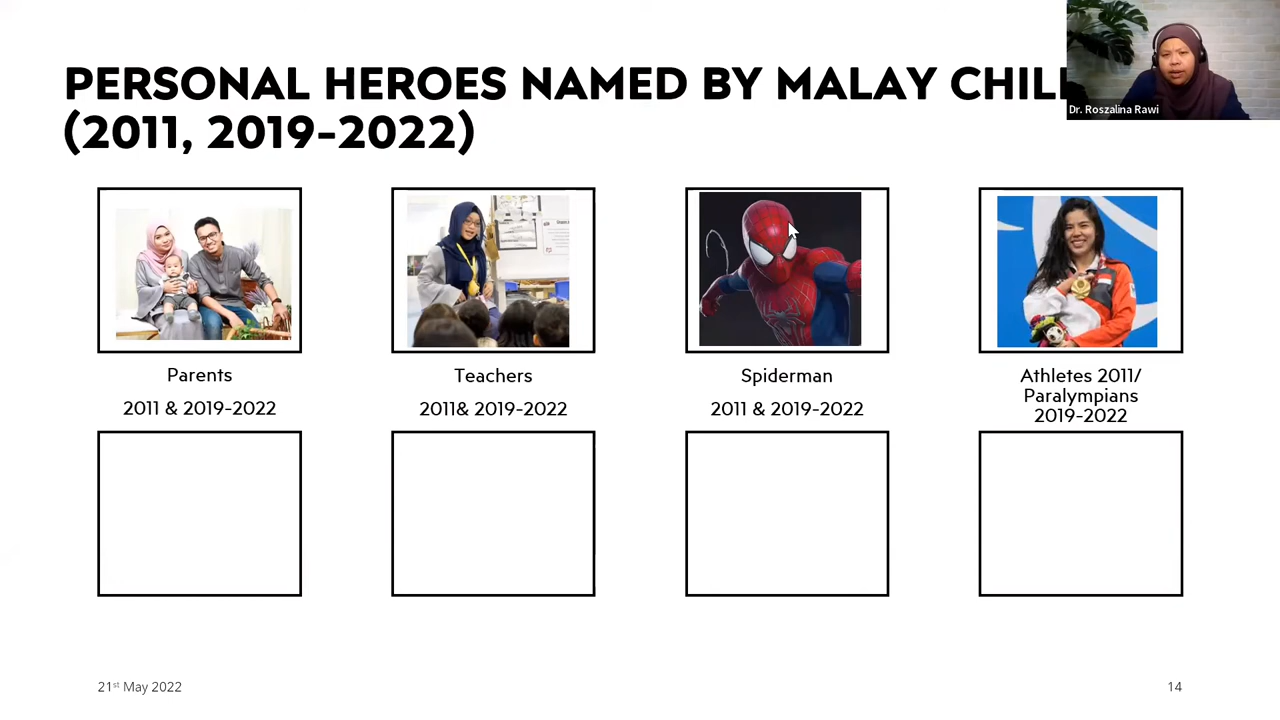 PERSONAL HEROES NAMED BY MALAY
(2011, 2019-2022)
Dr. Roszalina Rawi
Parents
2011 & 2019-2022
Teachers
2011& 2019-2022
Spiderman
2011 & 2019-2022
Athletes 2011/
Paralympians
2019-2022
21st May 2022
14